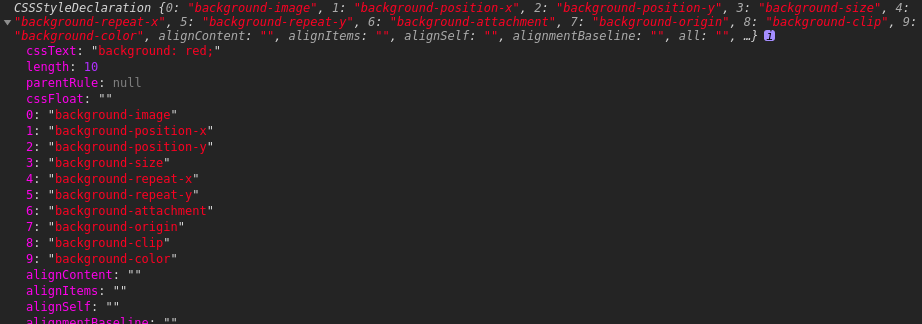 CSSStyleDeclaration {0: "background-image", 1: "background-position-x", 2: "background-position-y", 3: "background-size", 4:
"background-repeat-x", 5: "background-repeat-y", 6: "background-attachment", 7: "background-origin", 8: "background-clip", 9:
"background-color", alignContent: "", alignItems: "", alignSelf: "", alignmentBaseline: "", all: "", …} i
cssText: "background: red;"
length: 10
parentRule: null
cssFloat: ""
0: "background-image"
1: "background-position-x"
2: "background-position-y"
3: "background-size"
4: "background-repeat-x"
5: "background-repeat-y"
6: "background-attachment"
7: "background-origin"
8: "background-clip"
9: "background-color"
alignContent: ""
alignItems: ""
alignSelf: ""
alignmentBaseline: ""